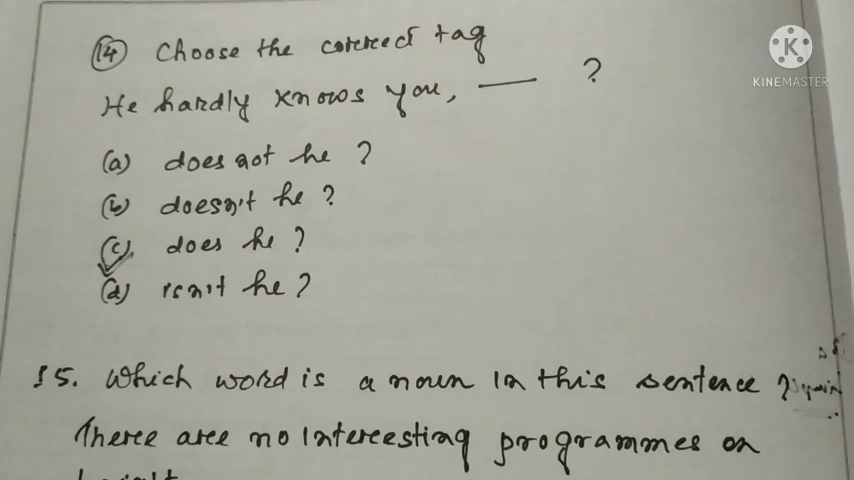 (14) Choose the correct tag
He hardly knows you, — ?
(a) does not he ?
(b) doesn't he ?
(c) does he ?
(d) isn't he ?
15. Which word is a noun in this sentence ?
There are no interesting programmes on
KINEMASTER